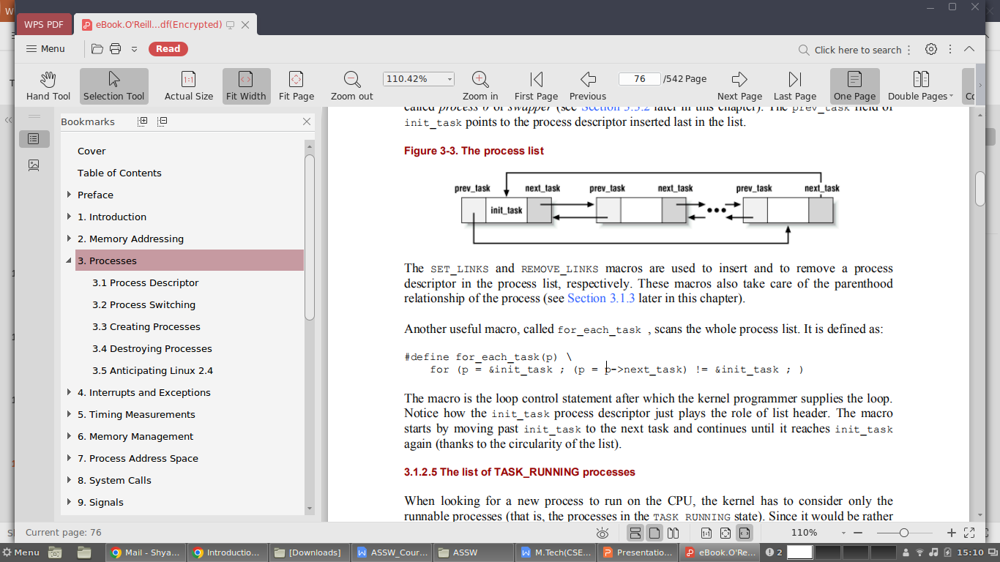 W
WPS PDF
eBook.O'Reill...df(Encrypted)
Menu
Read
Click here to search
Hand Tool
Selection Tool
1:1
Actual Size
Fit Width
Fit Page
Zoom out
110.42%
Zoom in
First Page
Previous
76 /542 Page
Next Page
Last Page
One Page
Double Pages
Bookmarks
Cover
Table of Contents
Preface
1. Introduction
2. Memory Addressing
3. Processes
3.1 Process Descriptor
3.2 Process Switching
3.3 Creating Processes
3.4 Destroying Processes
3.5 Anticipating Linux 2.4
4. Interrupts and Exceptions
5. Timing Measurements
6. Memory Management
7. Process Address Space
8. System Calls
9. Signals
called process 0 or swapper (see Section 3.3.2 later in this chapter). The prev_task field of
init_task points to the process descriptor inserted last in the list.
Figure 3-3. The process list
prev_task next_task prev_task next_task prev_task next_task
init_task
The SET_LINKS and REMOVE_LINKS macros are used to insert and to remove a process
descriptor in the process list, respectively. These macros also take care of the parenthood
relationship of the process (see Section 3.1.3 later in this chapter).
Another useful macro, called for_each_task , scans the whole process list. It is defined as:
#define for_each_task(p) \
for (p = &init_task ; (p = p->next_task) != &init_task ; )
The macro is the loop control statement after which the kernel programmer supplies the loop.
Notice how the init_task process descriptor just plays the role of list header. The macro
starts by moving past init_task to the next task and continues until it reaches init_task
again (thanks to the circularity of the list).
3.1.2.5 The list of TASK_RUNNING processes
When looking for a new process to run on the CPU, the kernel has to consider only the
runnable processes (that is, the processes in the TASK_RUNNING state). Since it would be rather
Current page: 76
1:1
110%
Menu
Mail - Shya...
Introductio...
[Downloads]
ASSW_Cour...
ASSW
M.Tech(CSE...
Presentatio...
eBook.O'Re...
2
15:10